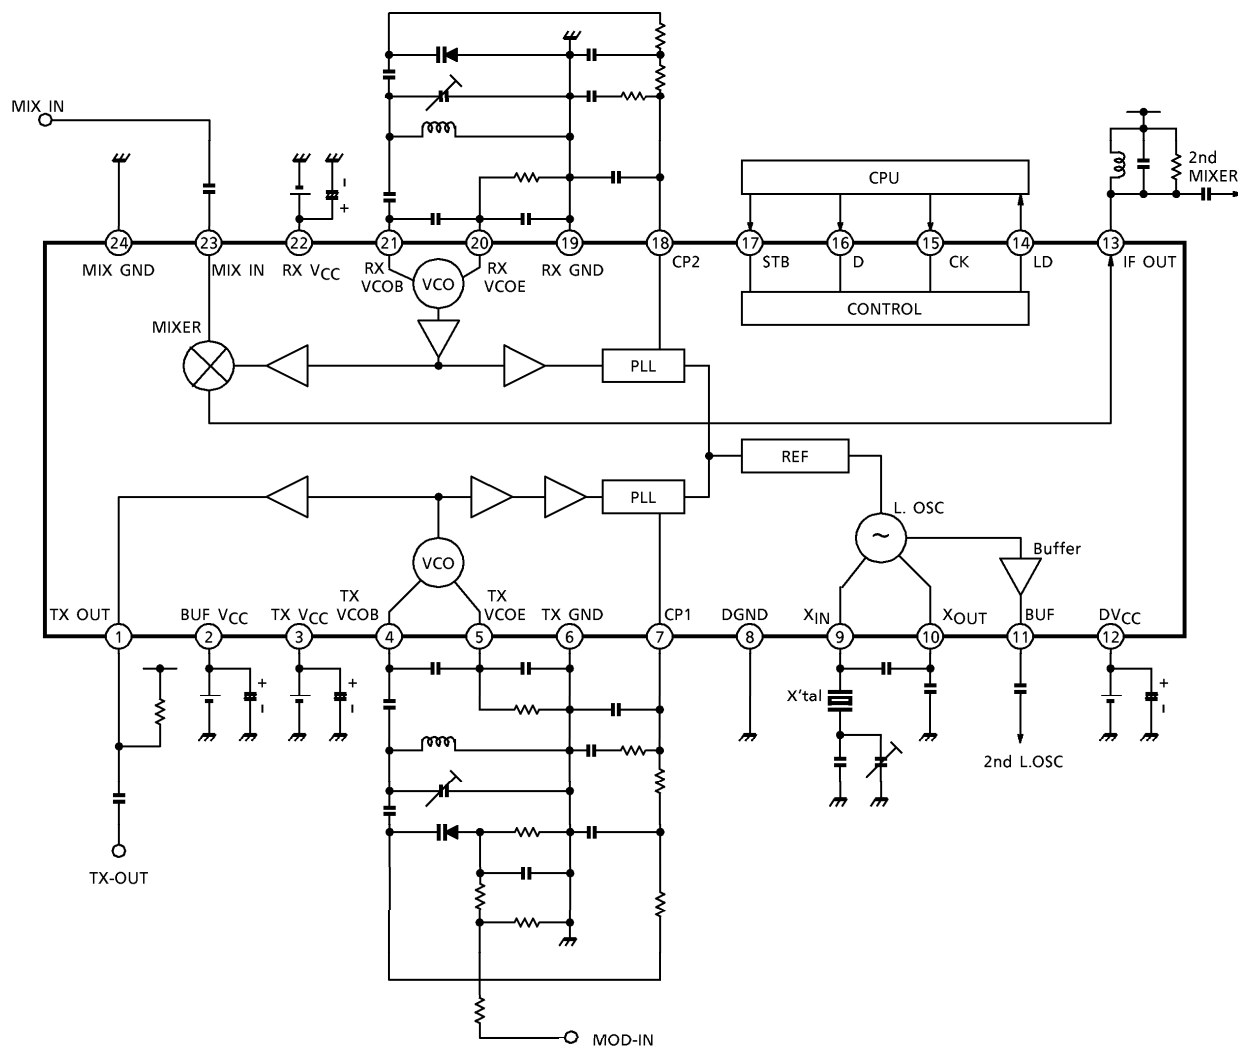 MIX IN
2nd
MIXER
CPU
-
+
-
+
24
23
22
21
20
19
18
17
16
15
14
13
MIX GND
MIX IN
RX VCC
RX
VCOB
RX
VCOE
RX GND
CP2
STB
D
CK
LD
IF OUT
VCO
CONTROL
MIXER
PLL
REF
PLL
L. OSC
~
Buffer
VCO
TX OUT
BUF VCC
TX VCC
TX
VCOB
TX
VCOE
TX GND
CP1
DGND
XIN
XOUT
BUF
DVCC
1
2
3
4
5
6
7
8
9
10
11
12
+
-
+
-
+
-
X'tal
2nd L.OSC
TX-OUT
MOD-IN